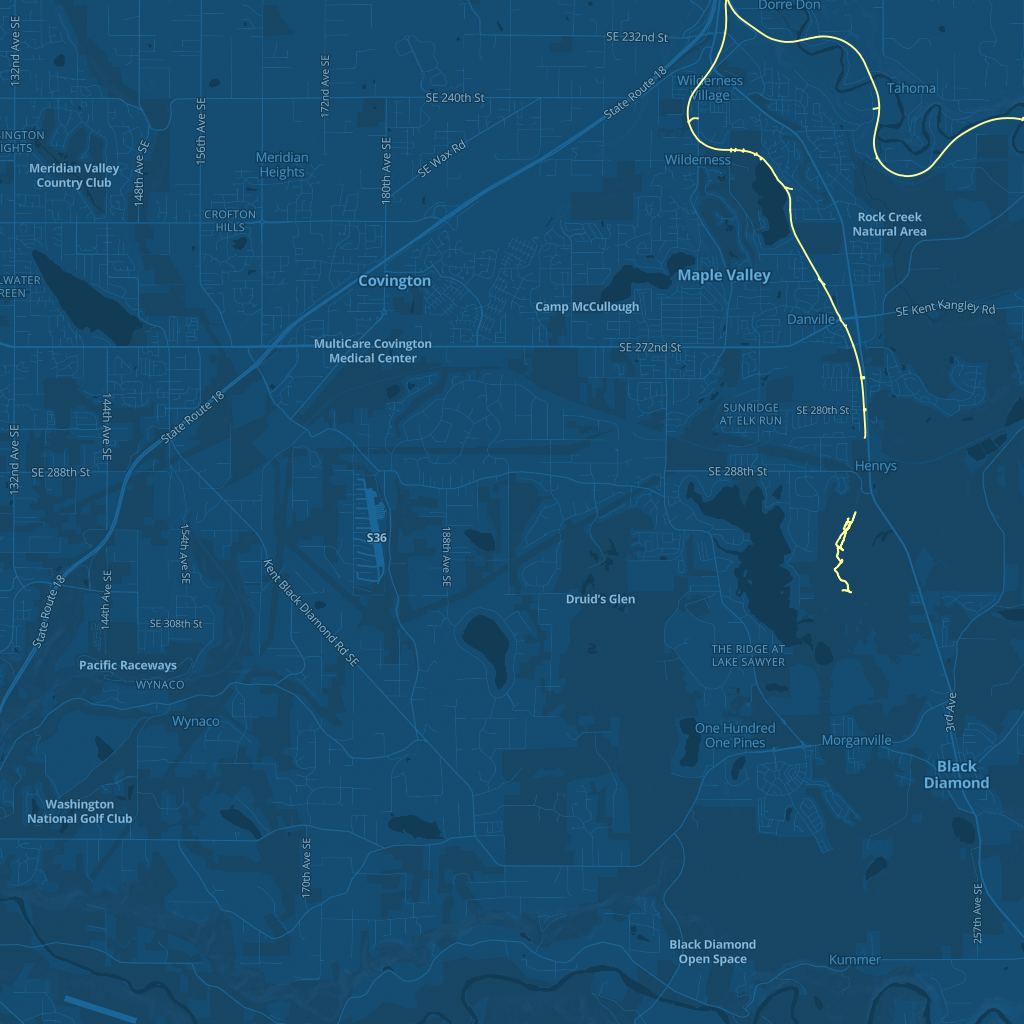 Dorre Don
SE 232nd St
132nd Ave SE
172nd Ave SE
State Route 18
Wilderness
Village
Tahoma
SE 240th St
156th Ave SE
148th Ave SE
INGTON
IGHTS
Meridian
Heights
180th Ave SE
SE Wax Rd
Wilderness
Meridian Valley
Country Club
CROFTON
HILLS
Rock Creek
Natural Area
LWATER
REEN
Covington
Maple Valley
Camp McCullough
SE Kent Kangley Rd
Danville
MultiCare Covington
Medical Center
SE 272nd St
State Route 18
144th Ave SE
SUNRIDGE
AT ELK RUN
SE 280th St
132nd Ave SE
SE 288th St
SE 288th St
Henrys
154th Ave SE
S36
188th Ave SE
State Route 18
144th Ave SE
Kent Black Diamond Rd SE
Druid's Glen
SE 308th St
THE RIDGE AT
LAKE SAWYER
Pacific Raceways
WYNACO
Wynaco
3rd Ave
One Hundred
One Pines
Morganville
Black
Diamond
Washington
National Golf Club
170th Ave SE
257th Ave SE
Black Diamond
Open Space
Kummer